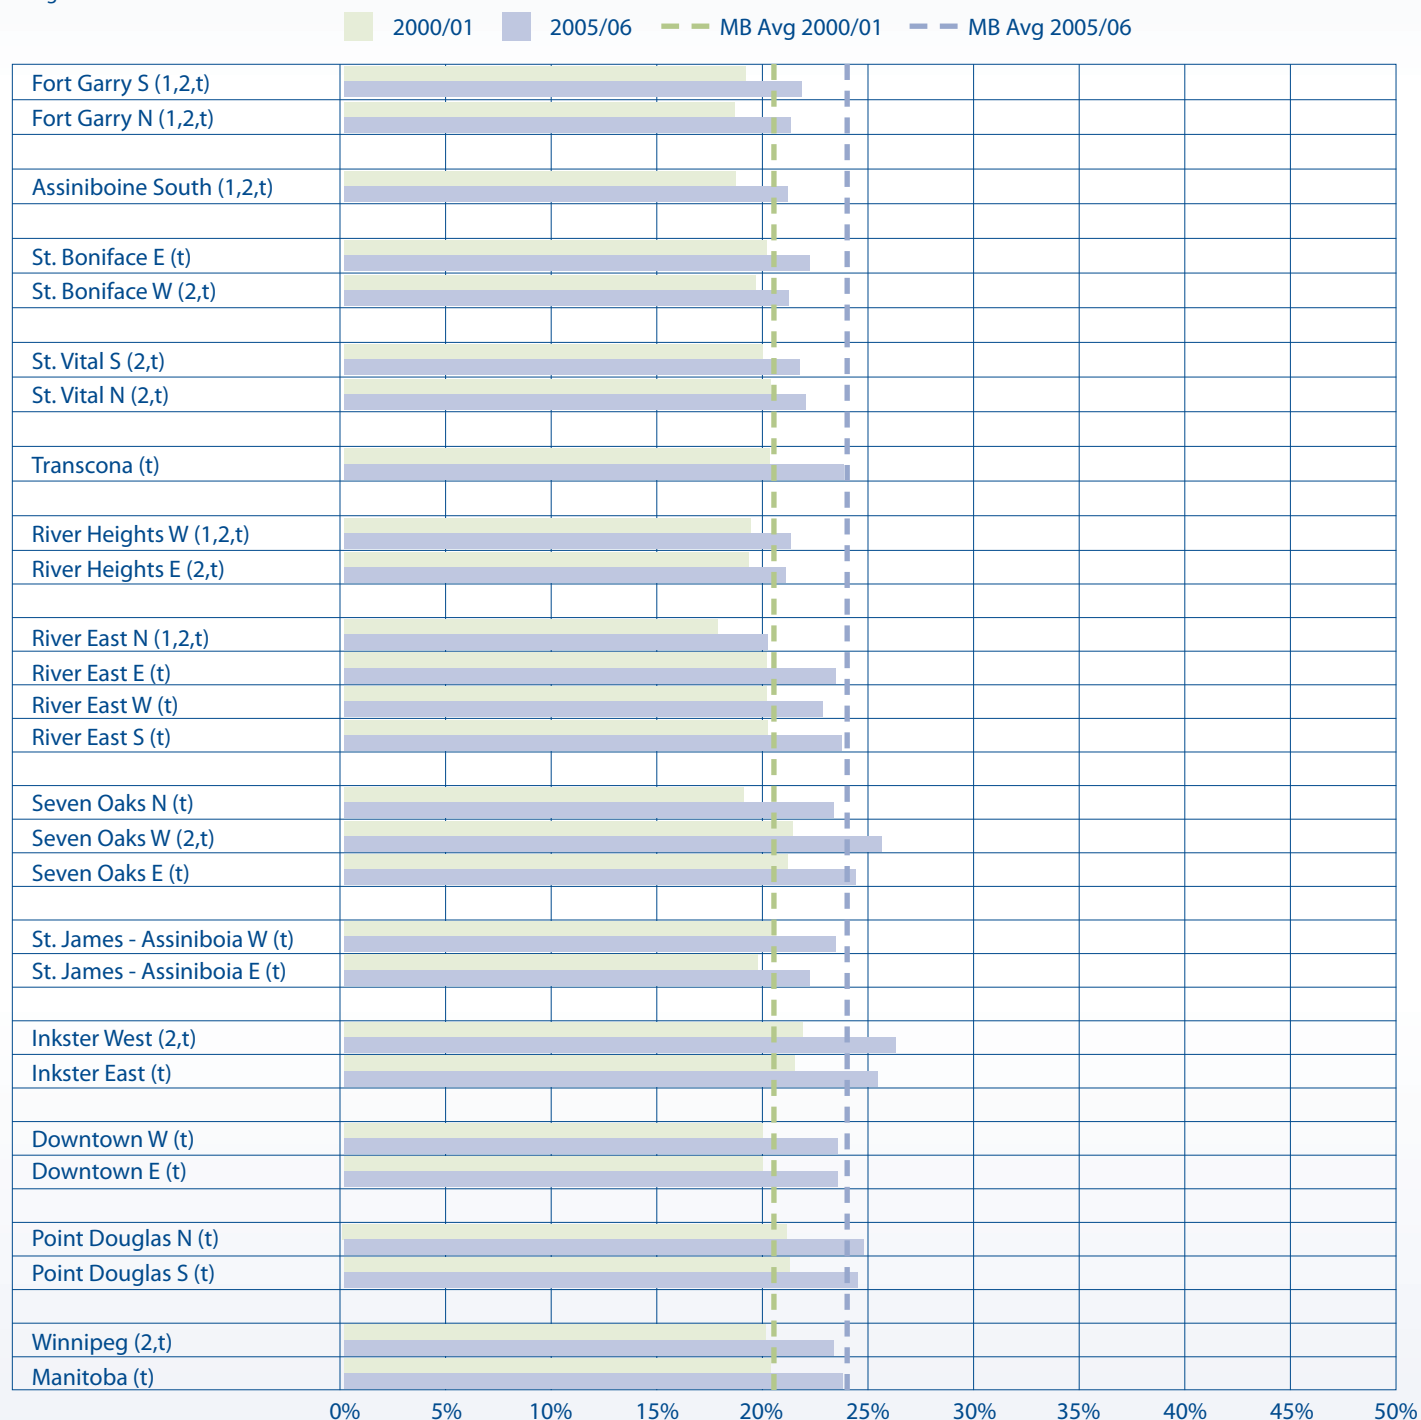 2000/01 2005/06 MB Avg 2000/01 MB Avg 2005/06
Fort Garry S (1,2,t)
Fort Garry N (1,2,t)
Assiniboine South (1,2,t)
St. Boniface E (t)
St. Boniface W (2,t)
St. Vital S (2,t)
St. Vital N (2,t)
Transcona (t)
River Heights W (1,2,t)
River Heights E (2,t)
River East N (1,2,t)
River East E (t)
River East W (t)
River East S (t)
Seven Oaks N (t)
Seven Oaks W (2,t)
Seven Oaks E (t)
St. James - Assiniboia W (t)
St. James - Assiniboia E (t)
Inkster West (2,t)
Inkster East (t)
Downtown W (t)
Downtown E (t)
Point Douglas N (t)
Point Douglas S (t)
Winnipeg (2,t)
Manitoba (t)
0% 5% 10% 15% 20% 25% 30% 35% 40% 45% 50%